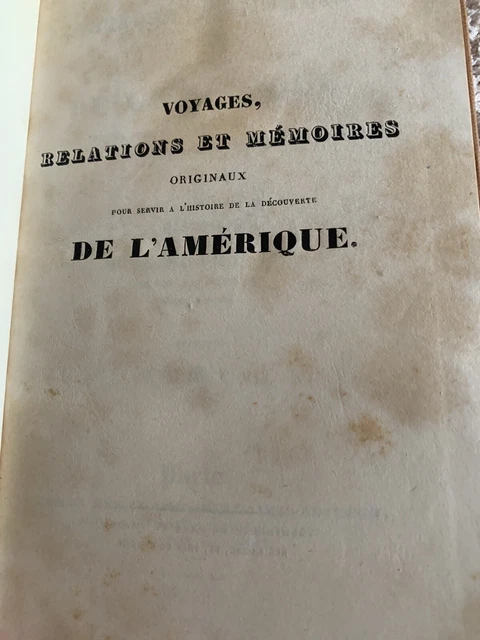 VOYAGES,
RELATIONS ET MÉMOIRES
ORIGINAUX
POUR SERVIR A L'HISTOIRE DE LA DÉCOUVERTE
DE L'AMÉRIQUE.